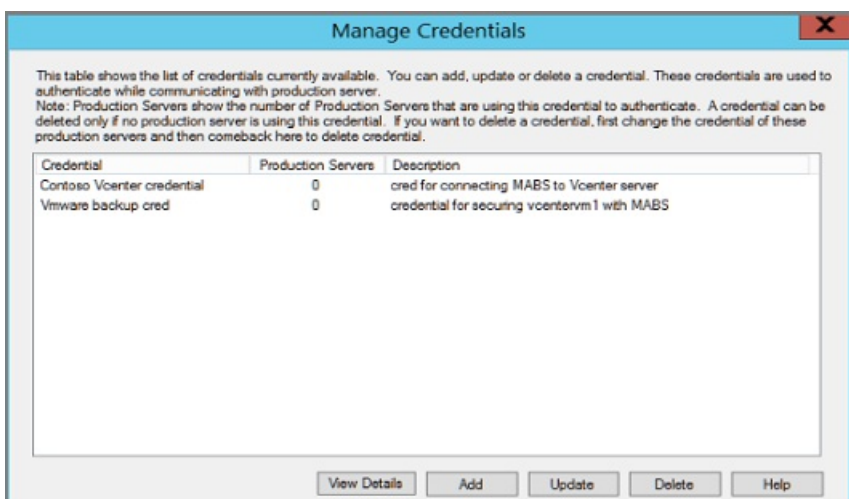 Manage Credentials
X
This table shows the list of credentials currently available. You can add, update or delete a credential. These credentials are used to
authenticate while communicating with production server.
Note: Production Servers show the number of Production Servers that are using this credential to authenticate. A credential can be
deleted only if no production server is using this credential. If you want to delete a credential, first change the credential of these
production servers and then comeback here to delete credential.
Credential Production Servers Description
Contoso Vcenter credential 0 cred for connecting MABS to Vcenter server
Vmware backup cred 0 credential for securing vcentervm1 with MABS
View Details Add Update Delete Help